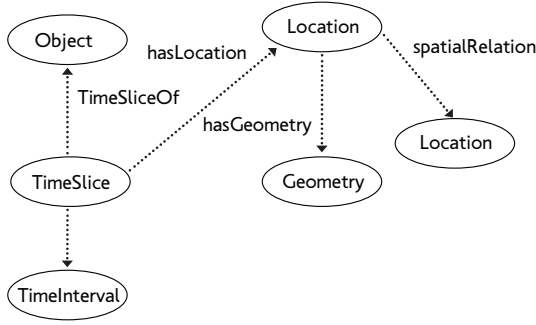 Object
Location
hasLocation
spatialRelation
TimeSliceOf
hasGeometry
Location
TimeSlice
Geometry
TimeInterval